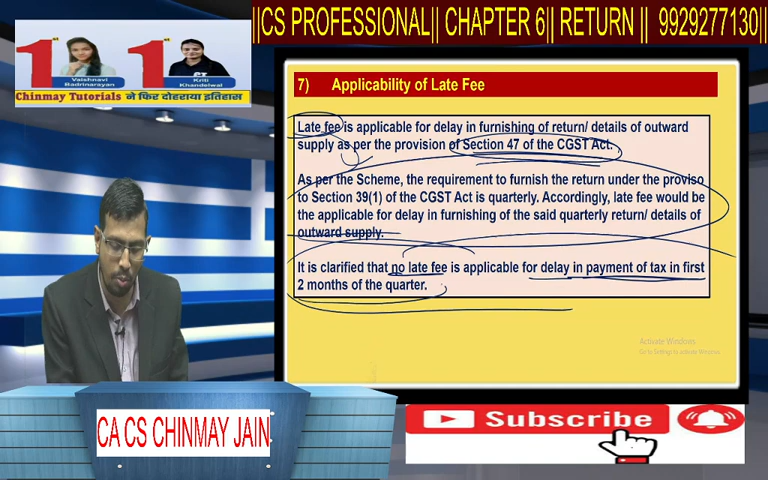 ||CS PROFESSIONAL|| CHAPTER 6|| RETURN || 9929277130||
1st 1st
Vaishnavi Badrinarayan
Kriti Khandelwal
Chinmay Tutorials ने फिर दोहराया इतिहास
7) Applicability of Late Fee
Late fee is applicable for delay in furnishing of return/ details of outward
supply as per the provision of Section 47 of the CGST Act.
As per the Scheme, the requirement to furnish the return under the proviso
to Section 39(1) of the CGST Act is quarterly. Accordingly, late fee would be
the applicable for delay in furnishing of the said quarterly return/ details of
outward supply.
It is clarified that no late fee is applicable for delay in payment of tax in first
2 months of the quarter.
Activate Windows
Go to Settings to activate Windows.
CA CS CHINMAY JAIN
Subscribe